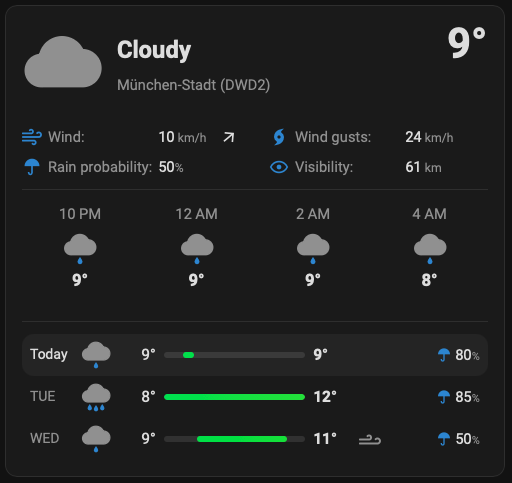 Cloudy 9°
München-Stadt (DWD2)
Wind: 10 km/h Wind gusts: 24 km/h
Rain probability: 50% Visibility: 61 km
10 PM 12 AM 2 AM 4 AM
9° 9° 9° 8°
Today 9° 9° 80%
TUE 8° 12° 85%
WED 9° 11° 50%